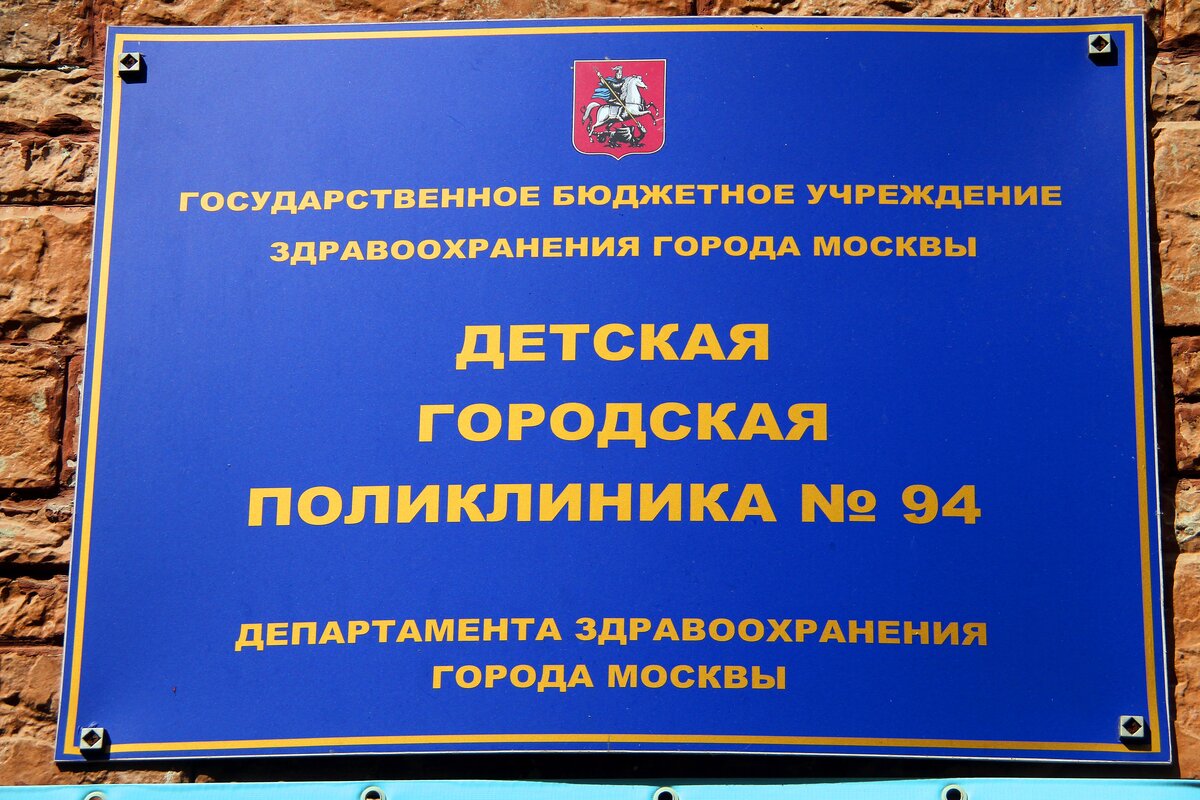 ГОСУДАРСТВЕННОЕ БЮДЖЕТНОЕ УЧРЕЖДЕНИЕ
ЗДРАВООХРАНЕНИЯ ГОРОДА МОСКВЫ
ДЕТСКАЯ
ГОРОДСКАЯ
ПОЛИКЛИНИКА № 94
ДЕПАРТАМЕНТА ЗДРАВООХРАНЕНИЯ
ГОРОДА МОСКВЫ